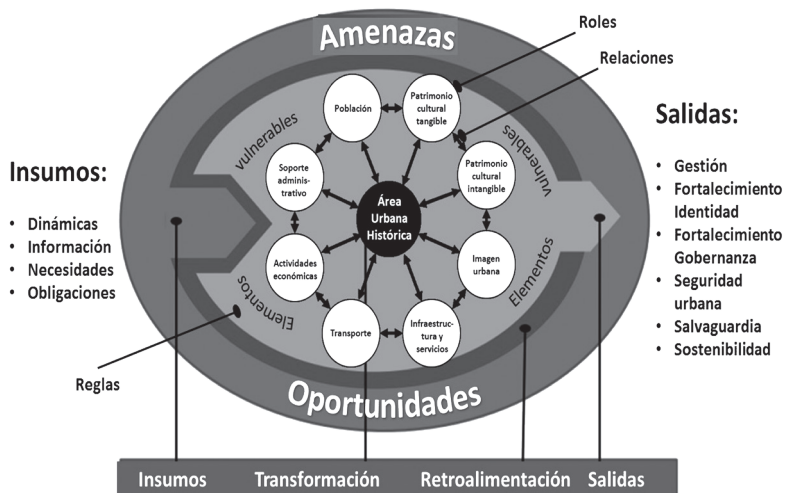 Amenazas
Roles
Relaciones
Insumos:
• Dinámicas
• Información
• Necesidades
• Obligaciones
Reglas
Elementos
vulnerables
Población
Patrimonio
cultural
tangible
Patrimonio
cultural
intangible
Imagen
urbana
Infraestruc-
tura y
servicios
Transporte
Actividades
económicas
Soporte
adminis-
trativo
Área
Urbana
Histórica
Elementos
vulnerables
Oportunidades
Salidas:
• Gestión
• Fortalecimiento
Identidad
• Fortalecimiento
Gobernanza
• Seguridad
urbana
• Salvaguardia
• Sostenibilidad
Insumos
Transformación
Retroalimentación
Salidas